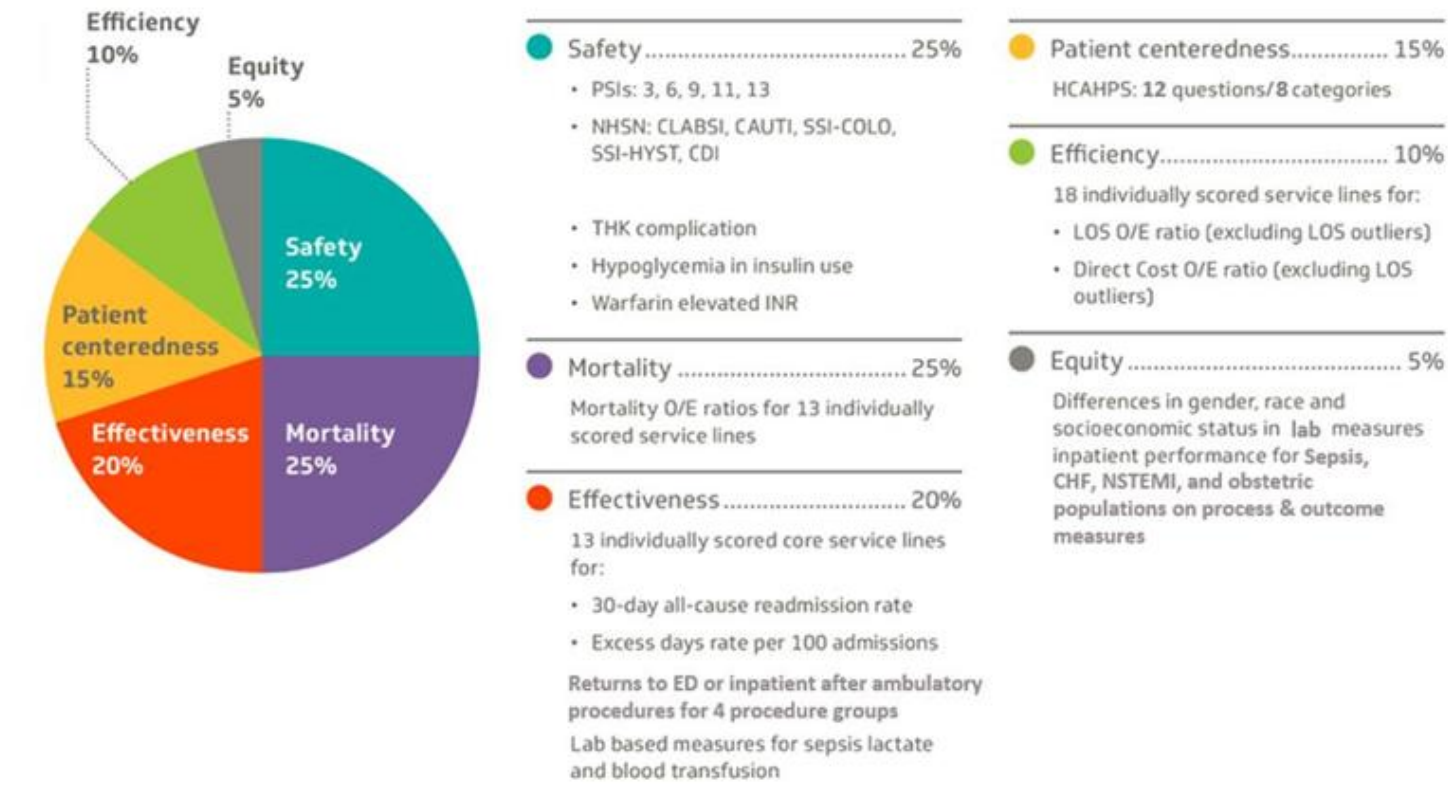 Efficiency
10%
Equity
5%
Safety
25%
Patient
centeredness
15%
Effectiveness
20%
Mortality
25%
Safety.................................... 25%
• PSIs: 3, 6, 9, 11, 13
• NHSN: CLABSI, CAUTI, SSI-COLO,
SSI-HYST, CDI
• THK complication
• Hypoglycemia in insulin use
• Warfarin elevated INR
Mortality ............................... 25%
Mortality O/E ratios for 13 individually
scored service lines
Effectiveness......................... 20%
13 individually scored core service lines
for:
• 30-day all-cause readmission rate
• Excess days rate per 100 admissions
Returns to ED or inpatient after ambulatory
procedures for 4 procedure groups
Lab based measures for sepsis lactate
and blood transfusion
Patient centeredness............. 15%
HCAHPS: 12 questions/8 categories
Efficiency............................... 10%
18 individually scored service lines for:
• LOS O/E ratio (excluding LOS outliers)
• Direct Cost O/E ratio (excluding LOS
outliers)
Equity ..................................... 5%
Differences in gender, race and
socioeconomic status in lab measures
inpatient performance for Sepsis,
CHF, NSTEMI, and obstetric
populations on process & outcome
measures